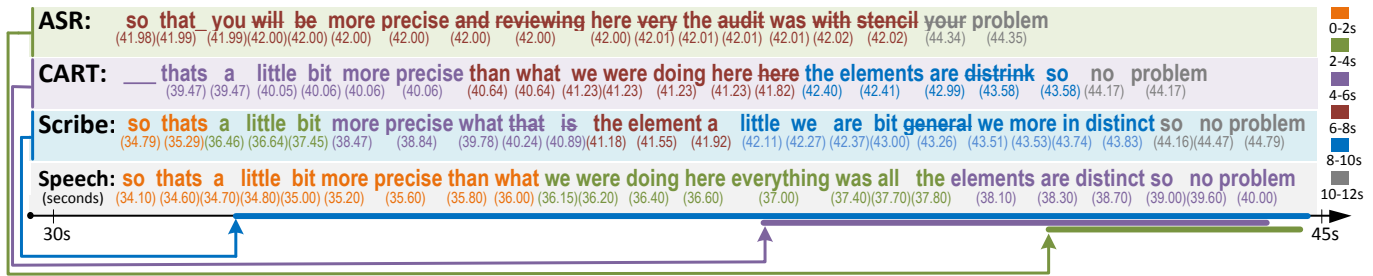 ASR: so that_ you will be more precise and reviewing here very the audit was with stencil your problem
(41.98)(41.99) (41.99)(42.00)(42.00) (42.00) (42.00) (42.00) (42.00) (42.00) (42.01) (42.01) (42.01) (42.01) (42.02) (42.02) (44.34) (44.35)
CART: ___ thats a little bit more precise than what we were doing here here the elements are distrink so no problem
(39.47) (39.47) (40.05) (40.06) (40.06) (40.06) (40.64) (40.64) (41.23)(41.23) (41.23) (41.23) (41.82) (42.40) (42.41) (42.99) (43.58) (43.58) (44.17) (44.17)
Scribe: so thats a little bit more precise what that is the element a little we are bit general we more in distinct so no problem
(34.79) (35.29)(36.46) (36.64)(37.45) (38.47) (38.84) (39.78) (40.24) (40.89)(41.18) (41.55) (41.92) (42.11) (42.27) (42.37)(43.00) (43.26) (43.51) (43.53)(43.74) (43.83) (44.16)(44.47) (44.79)
Speech: so thats a little bit more precise than what we were doing here everything was all the elements are distinct so no problem
(seconds) (34.10) (34.60)(34.70)(34.80)(35.00) (35.20) (35.60) (35.80) (36.00) (36.15)(36.20) (36.40) (36.60) (37.00) (37.40)(37.70)(37.80) (38.10) (38.30) (38.70) (39.00)(39.60) (40.00)
30s 45s
0-2s
2-4s
4-6s
6-8s
8-10s
10-12s